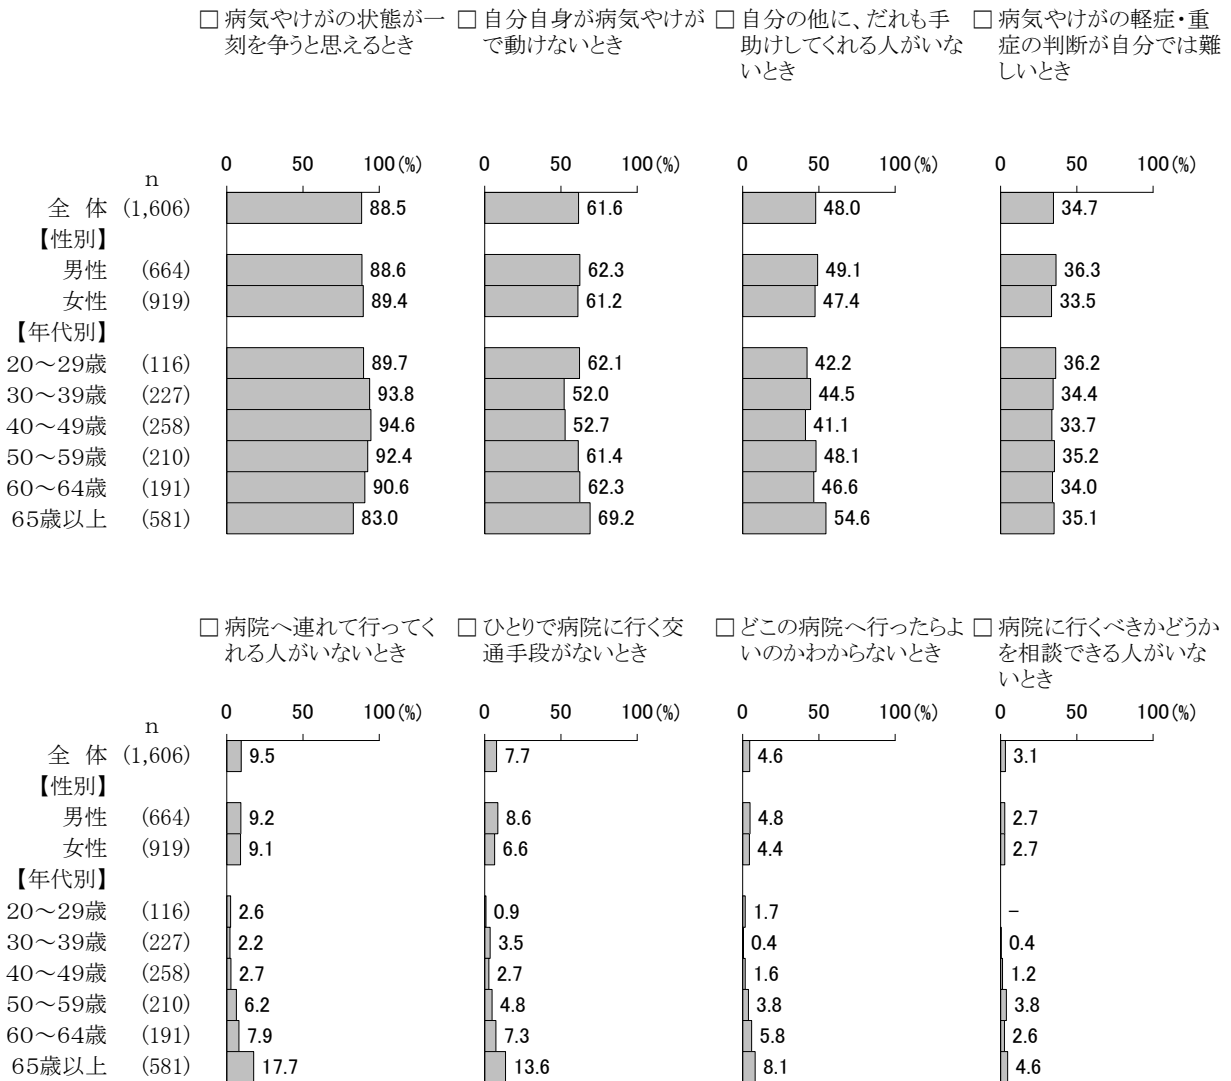 □ 病気やけがの状態が一刻を争うと思えるとき
□ 自分自身が病気やけがで動けないとき
□ 自分の他に、だれも手助けしてくれる人がいないとき
□ 病気やけがの軽症・重症の判断が自分では難しいとき
0 50 100(%) 0 50 100(%) 0 50 100(%) 0 50 100(%)
n
全 体 (1,606) 88.5 61.6 48.0 34.7
【性別】
男性 (664) 88.6 62.3 49.1 36.3
女性 (919) 89.4 61.2 47.4 33.5
【年代別】
20～29歳 (116) 89.7 62.1 42.2 36.2
30～39歳 (227) 93.8 52.0 44.5 34.4
40～49歳 (258) 94.6 52.7 41.1 33.7
50～59歳 (210) 92.4 61.4 48.1 35.2
60～64歳 (191) 90.6 62.3 46.6 34.0
65歳以上 (581) 83.0 69.2 54.6 35.1
□ 病院へ連れて行ってくれる人がいないとき
□ ひとりで病院に行く交通手段がないとき
□ どこの病院へ行ったらよいのかわからないとき
□ 病院に行くべきかどうかを相談できる人がいないとき
0 50 100(%) 0 50 100(%) 0 50 100(%) 0 50 100(%)
n
全 体 (1,606) 9.5 7.7 4.6 3.1
【性別】
男性 (664) 9.2 8.6 4.8 2.7
女性 (919) 9.1 6.6 4.4 2.7
【年代別】
20～29歳 (116) 2.6 0.9 1.7 –
30～39歳 (227) 2.2 3.5 0.4 0.4
40～49歳 (258) 2.7 2.7 1.6 1.2
50～59歳 (210) 6.2 4.8 3.8 3.8
60～64歳 (191) 7.9 7.3 5.8 2.6
65歳以上 (581) 17.7 13.6 8.1 4.6